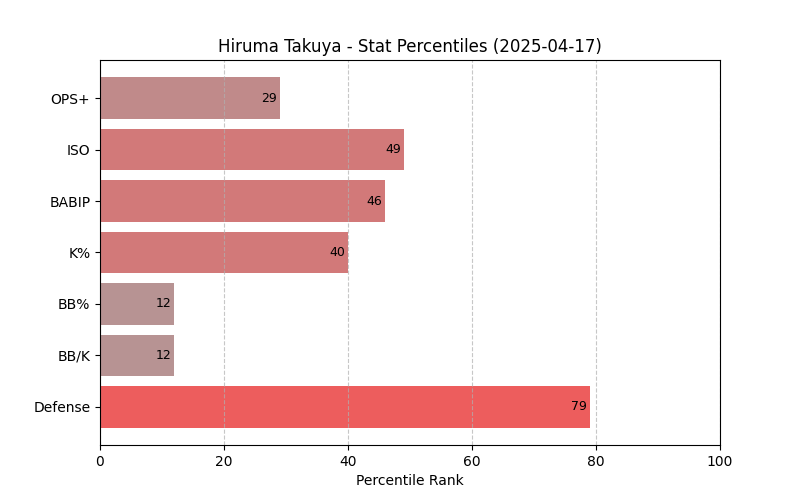 Hiruma Takuya - Stat Percentiles (2025-04-17)
OPS+ 29
ISO 49
BABIP 46
K% 40
BB% 12
BB/K 12
Defense 79
0 20 40 60 80 100
Percentile Rank